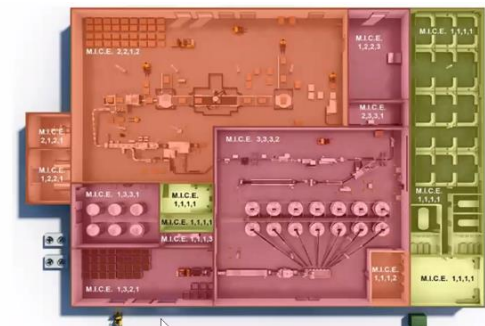 M.I.C.E. 2,2,1,2
M.I.C.E.
1,2,2,3
M.I.C.E. 1,1,1,1
M.I.C.E.
2,3,3,1
M.I.C.E.
2,1,2,1
M.I.C.E. 3,3,3,2
M.I.C.E.
1,2,2,1
M.I.C.E. 1,3,3,1
M.I.C.E.
1,1,1,1
M.I.C.E.
1,1,1,1
M.I.C.E. 1,1,1,1
M.I.C.E. 1,1,1,3
M.I.C.E.
1,1,1,2
M.I.C.E. 1,1,1,1
M.I.C.E. 1,3,2,1